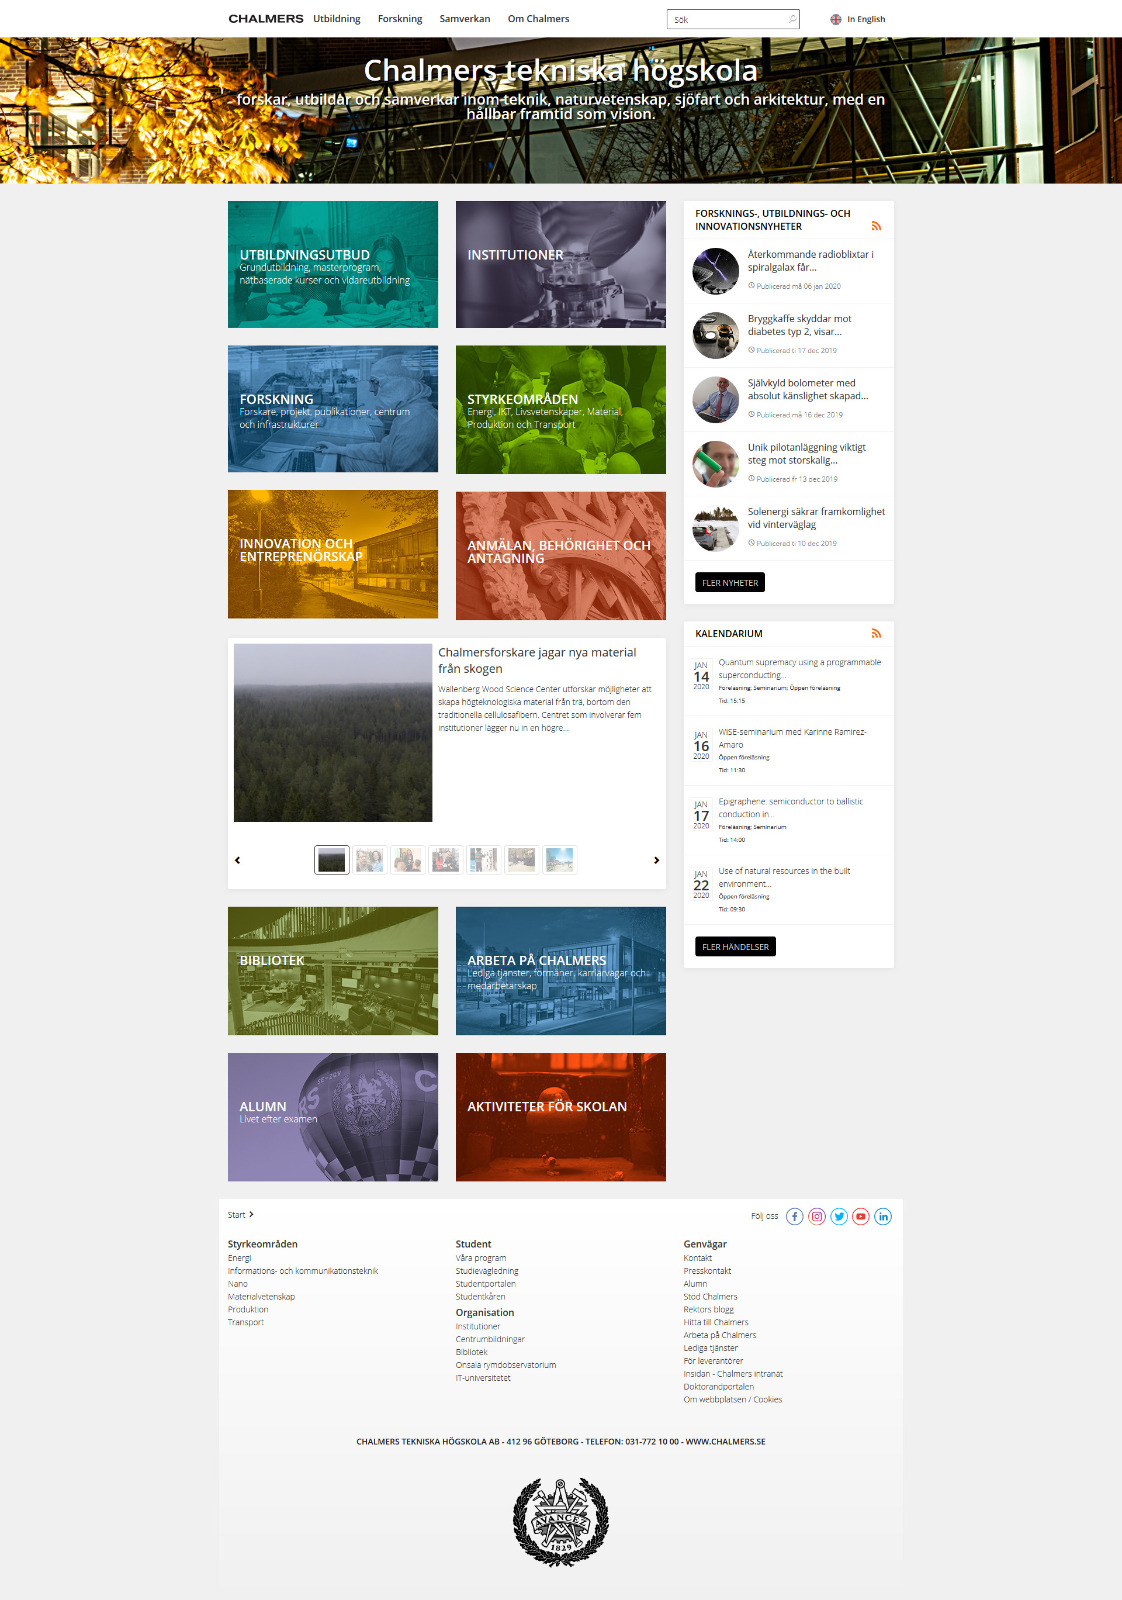 CHALMERS
Utbildning
Forskning
Samverkan
Om Chalmers
Sök
In English
Chalmers tekniska högskola
- forskar, utbildar och samverkar inom teknik, naturvetenskap, sjöfart och arkitektur, med en
hållbar framtid som vision.
UTBILDNINGSUTBUD
Grundutbildning, masterprogram,
nätbaserade kurser och vidareutbildning
INSTITUTIONER
FORSKNING
Forskare, projekt, publikationer, centrum
och infrastrukturer
STYRKEOMRÅDEN
Energi, IKT, Livsvetenskaper, Material,
Produktion och Transport
INNOVATION OCH
ENTREPRENÖRSKAP
ANMÄLAN, BEHÖRIGHET OCH
ANTAGNING
Chalmersforskare jagar nya material
från skogen
Wallenberg Wood Science Center utforskar möjligheter att
skapa högteknologiska material från trä, bortom den
traditionella cellulosafibern. Centret som involverar fem
institutioner lägger nu in en högre...
BIBLIOTEK
ARBETA PÅ CHALMERS
Lediga tjänster, förmåner, karriärvägar och
medarbetarskap
ALUMN
Livet efter examen
AKTIVITETER FÖR SKOLAN
FORSKNINGS-, UTBILDNINGS- OCH
INNOVATIONSNYHETER
Återkommande radioblixtar i
spiralgalax får...
Publicerad må 06 jan 2020
Bryggkaffe skyddar mot
diabetes typ 2, visar...
Publicerad ti 17 dec 2019
Självkyld bolometer med
absolut känslighet skapad...
Publicerad må 16 dec 2019
Unik pilotanläggning viktigt
steg mot storskalig...
Publicerad fr 13 dec 2019
Solenergi säkrar framkomlighet
vid vinterväglag
Publicerad ti 10 dec 2019
FLER NYHETER
KALENDARIUM
JAN
14
2020
Quantum supremacy using a programmable
superconducting...
Föreläsning; Seminarium; Öppen föreläsning
Tid: 15:15
JAN
16
2020
WiSE-seminarium med Karinne Ramirez-
Amaro
Öppen föreläsning
Tid: 11:30
JAN
17
2020
Epigraphene: semiconductor to ballistic
conduction in...
Föreläsning; Seminarium
Tid: 14:00
JAN
22
2020
Use of natural resources in the built
environment...
Öppen föreläsning
Tid: 09:30
FLER HÄNDELSER
Start
Följ oss
Styrkeområden
Energi
Informations- och kommunikationsteknik
Nano
Materialvetenskap
Produktion
Transport
Student
Våra program
Studievägledning
Studentportalen
Studentkåren
Organisation
Institutioner
Centrumbildningar
Bibliotek
Onsala rymdobservatorium
IT-universitetet
Genvägar
Kontakt
Presskontakt
Alumn
Stöd Chalmers
Rektors blogg
Hitta till Chalmers
Arbeta på Chalmers
Lediga tjänster
För leverantörer
Insidan - Chalmers intranät
Doktorandportalen
Om webbplatsen / Cookies
CHALMERS TEKNISKA HÖGSKOLA AB - 412 96 GÖTEBORG - TELEFON: 031-772 10 00 - WWW.CHALMERS.SE
AVANCEZ
1829